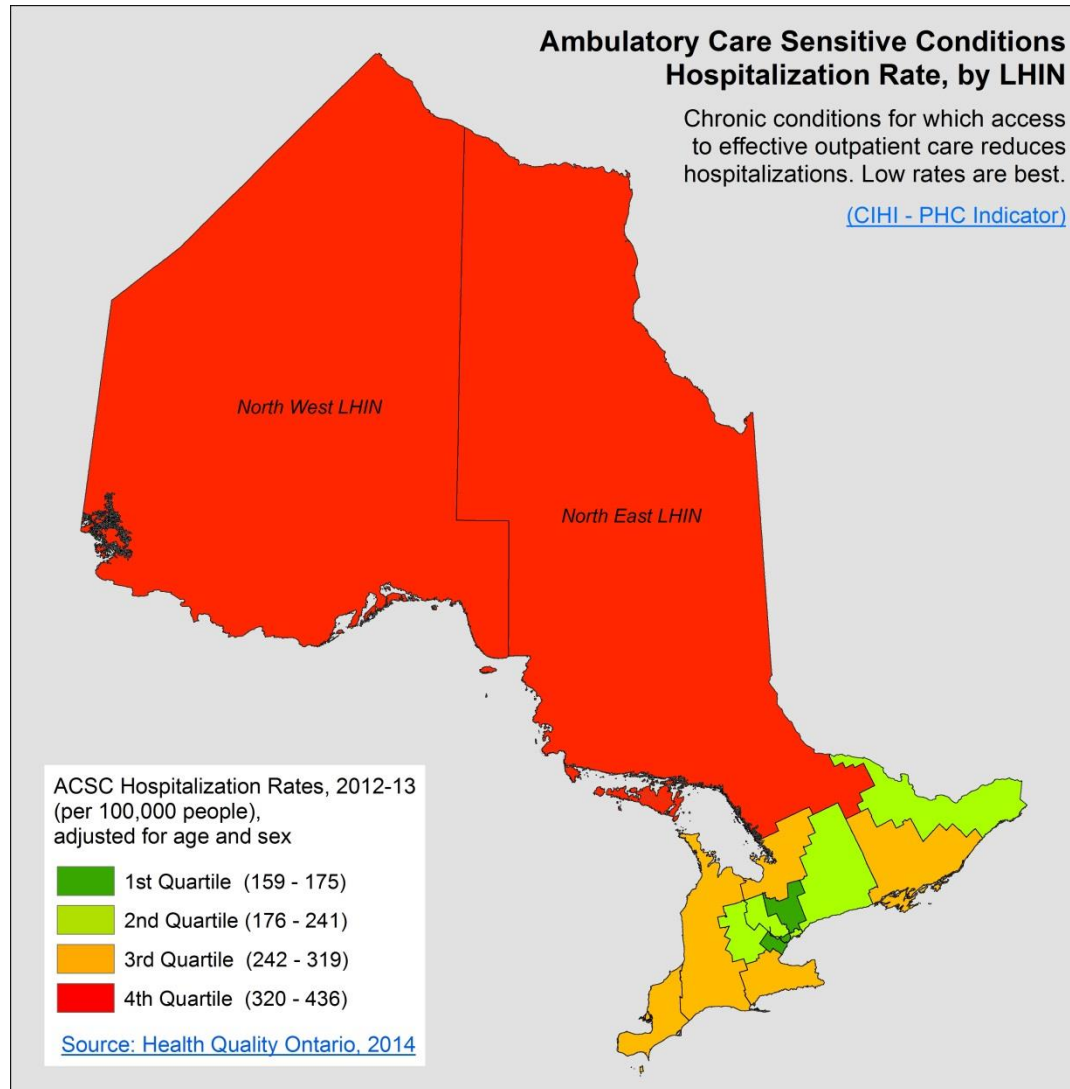 Ambulatory Care Sensitive Conditions
Hospitalization Rate, by LHIN
Chronic conditions for which access
to effective outpatient care reduces
hospitalizations. Low rates are best.
(CIHI - PHC Indicator)
North West LHIN
North East LHIN
ACSC Hospitalization Rates, 2012-13
(per 100,000 people),
adjusted for age and sex
1st Quartile (159 - 175)
2nd Quartile (176 - 241)
3rd Quartile (242 - 319)
4th Quartile (320 - 436)
Source: Health Quality Ontario, 2014